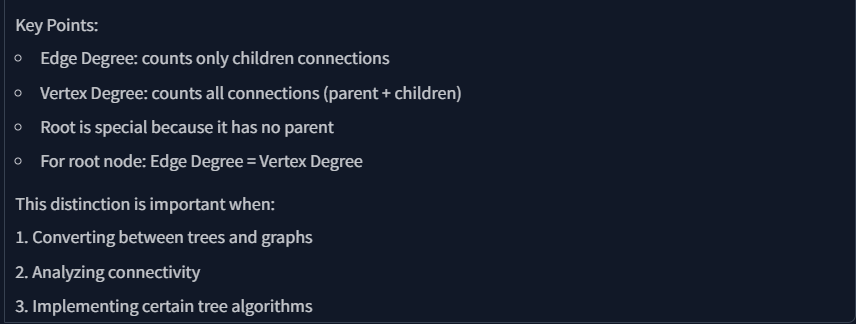 Key Points:
○ Edge Degree: counts only children connections
○ Vertex Degree: counts all connections (parent + children)
○ Root is special because it has no parent
○ For root node: Edge Degree = Vertex Degree
This distinction is important when:
1. Converting between trees and graphs
2. Analyzing connectivity
3. Implementing certain tree algorithms